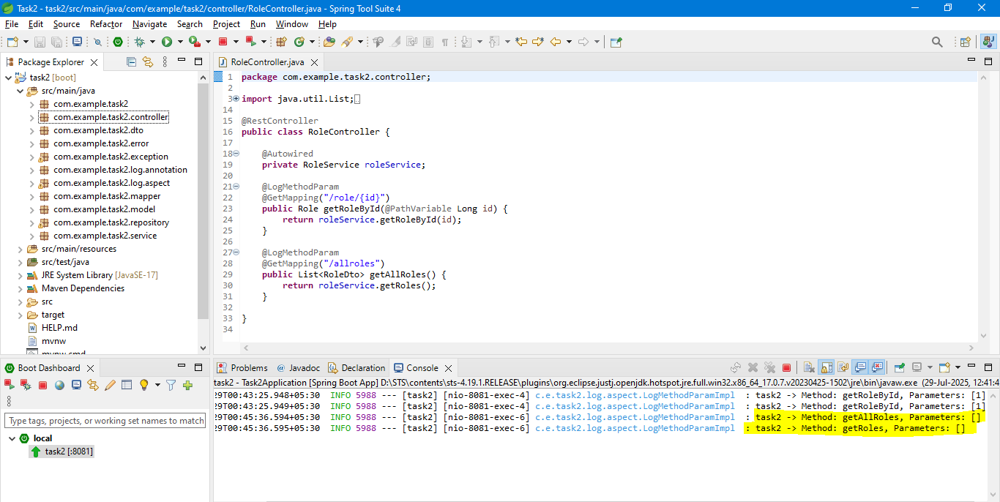 Task2 - task2/src/main/java/com/example/task2/controller/RoleController.java - Spring Tool Suite 4
File Edit Source Refactor Navigate Search Project Run Window Help
Package Explorer
task2 [boot]
src/main/java
com.example.task2
com.example.task2.controller
com.example.task2.dto
com.example.task2.error
com.example.task2.exception
com.example.task2.log.annotation
com.example.task2.log.aspect
com.example.task2.mapper
com.example.task2.model
com.example.task2.repository
com.example.task2.service
src/main/resources
src/test/java
JRE System Library [JavaSE-17]
Maven Dependencies
src
target
HELP.md
mvnw
mvnw.cmd
RoleController.java
1 package com.example.task2.controller;
2
3 import java.util.List;
14
15 @RestController
16 public class RoleController {
17
18 @Autowired
19 private RoleService roleService;
20
21 @LogMethodParam
22 @GetMapping("/role/{id}")
23 public Role getRoleById(@PathVariable Long id) {
24 return roleService.getRoleById(id);
25 }
26
27 @LogMethodParam
28 @GetMapping("/allroles")
29 public List<RoleDto> getAllRoles() {
30 return roleService.getRoles();
31 }
32
33 }
34
Boot Dashboard
Type tags, projects, or working set names to match
local
task2 [:8081]
Problems @ Javadoc Declaration Console
task2 - Task2Application [Spring Boot App] D:\STS\contents\sts-4.19.1.RELEASE\plugins\org.eclipse.justj.openjdk.hotspot.jre.full.win32.x86_64_17.0.7.v20230425-1502\jre\bin\javaw.exe (29-Jul-2025, 12:41:4
29T00:43:25.948+05:30 INFO 5988 --- [task2] [nio-8081-exec-4] c.e.task2.log.aspect.LogMethodParamImpl : task2 -> Method: getRoleById, Parameters: [1]
29T00:43:25.949+05:30 INFO 5988 --- [task2] [nio-8081-exec-4] c.e.task2.log.aspect.LogMethodParamImpl : task2 -> Method: getRoleById, Parameters: [1]
29T00:45:36.594+05:30 INFO 5988 --- [task2] [nio-8081-exec-6] c.e.task2.log.aspect.LogMethodParamImpl : task2 -> Method: getAllRoles, Parameters: []
29T00:45:36.595+05:30 INFO 5988 --- [task2] [nio-8081-exec-6] c.e.task2.log.aspect.LogMethodParamImpl : task2 -> Method: getRoles, Parameters: []